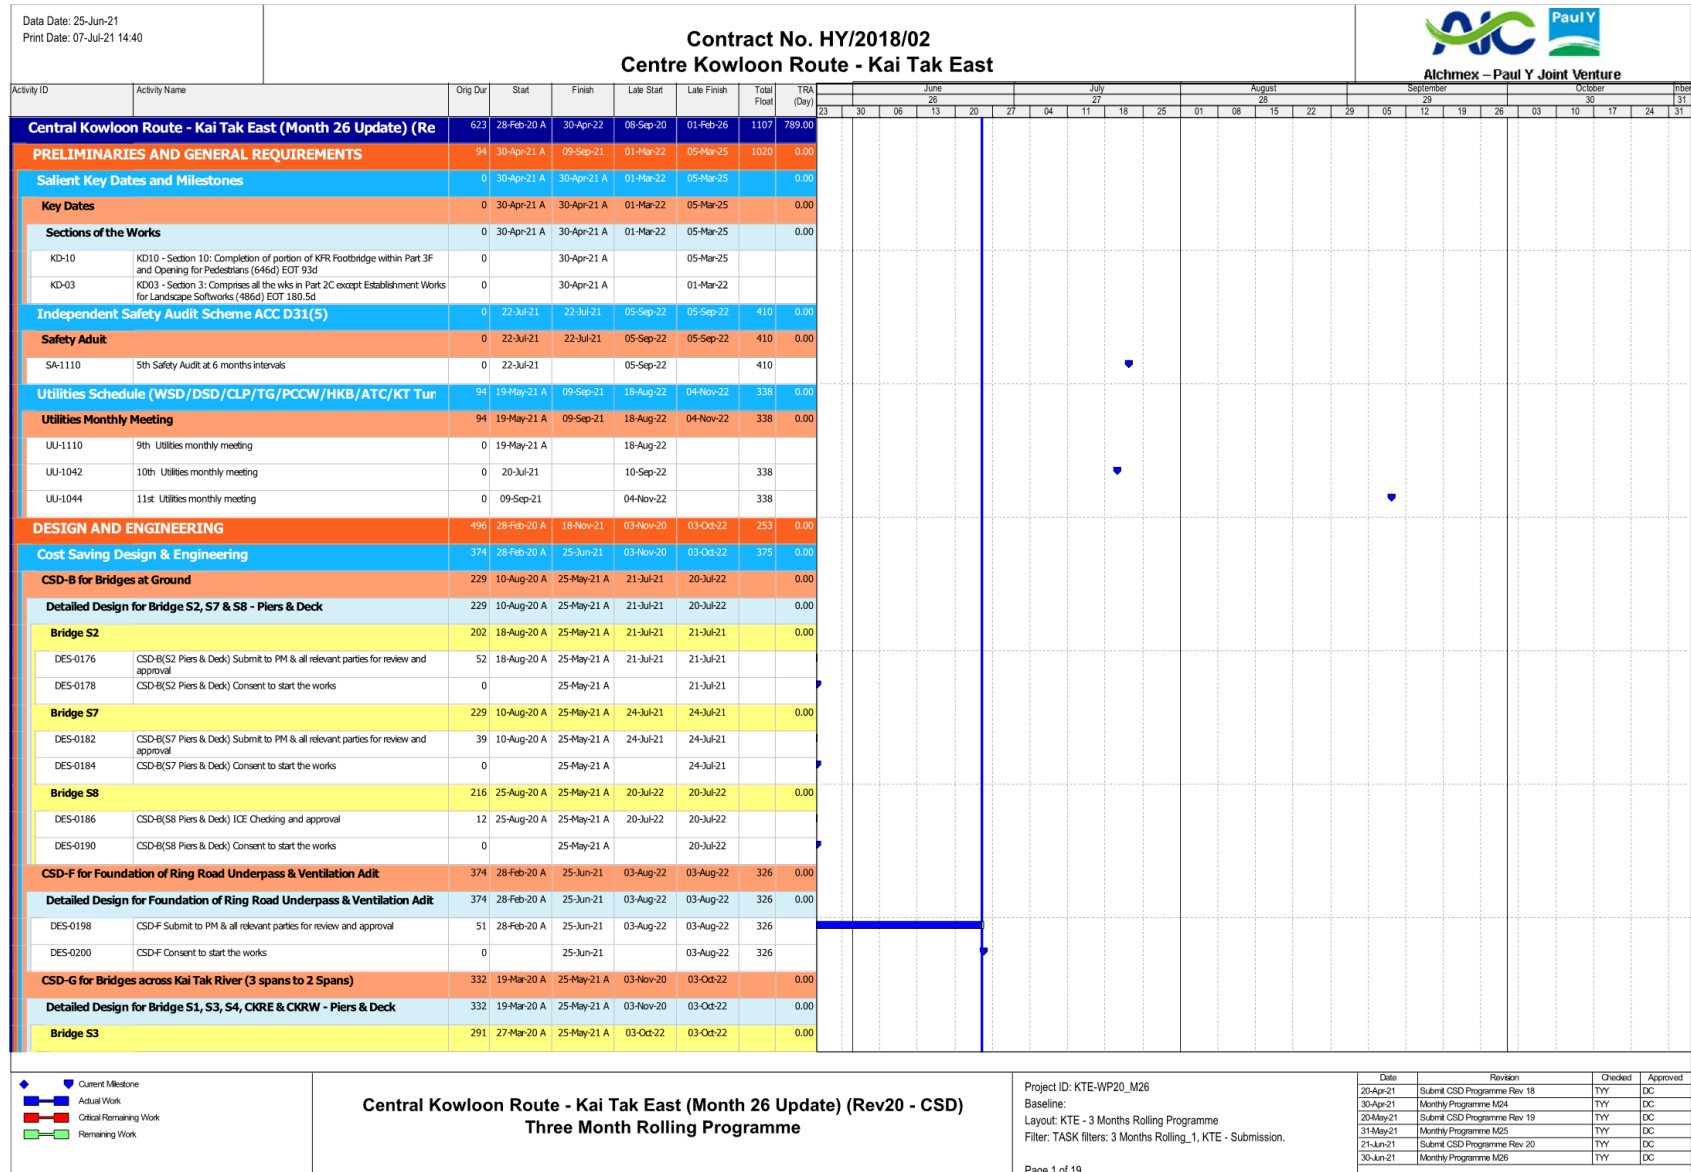 Data Date: 25-Jun-21
Print Date: 07-Jul-21 14:40
Contract No. HY/2018/02
Centre Kowloon Route - Kai Tak East
AJC
Paul Y
Alchmex – Paul Y Joint Venture
Activity ID Activity Name Orig Dur Start Finish Late Start Late Finish Total Float TRA (Day)
June July August September October nber
26 27 28 29 30 31
23 30 06 13 20 27 04 11 18 25 01 08 15 22 29 05 12 19 26 03 10 17 24 31
Central Kowloon Route - Kai Tak East (Month 26 Update) (Re 623 28-Feb-20 A 30-Apr-22 08-Sep-20 01-Feb-26 1107 789.00
PRELIMINARIES AND GENERAL REQUIREMENTS 94 30-Apr-21 A 09-Sep-21 01-Mar-22 05-Mar-25 1020 0.00
Salient Key Dates and Milestones 0 30-Apr-21 A 30-Apr-21 A 01-Mar-22 05-Mar-25 0.00
Key Dates 0 30-Apr-21 A 30-Apr-21 A 01-Mar-22 05-Mar-25 0.00
Sections of the Works 0 30-Apr-21 A 30-Apr-21 A 01-Mar-22 05-Mar-25 0.00
KD-10 KD10 - Section 10: Completion of portion of KFR Footbridge within Part 3F 0 30-Apr-21 A 05-Mar-25
and Opening for Pedestrians (646d) EOT 93d
KD-03 KD03 - Section 3: Comprises all the wks in Part 2C except Establishment Works 0 30-Apr-21 A 01-Mar-22
for Landscape Softworks (486d) EOT 180.5d
Independent Safety Audit Scheme ACC D31(5) 0 22-Jul-21 22-Jul-21 05-Sep-22 05-Sep-22 410 0.00
Safety Aduit 0 22-Jul-21 22-Jul-21 05-Sep-22 05-Sep-22 410 0.00
SA-1110 5th Safety Audit at 6 months intervals 0 22-Jul-21 05-Sep-22 410
Utilities Schedule (WSD/DSD/CLP/TG/PCCW/HKB/ATC/KT Tur 94 19-May-21 A 09-Sep-21 18-Aug-22 04-Nov-22 338 0.00
Utilities Monthly Meeting 94 19-May-21 A 09-Sep-21 18-Aug-22 04-Nov-22 338 0.00
UU-1110 9th Utilities monthly meeting 0 19-May-21 A 18-Aug-22
UU-1042 10th Utilities monthly meeting 0 20-Jul-21 10-Sep-22 338
UU-1044 11st Utilities monthly meeting 0 09-Sep-21 04-Nov-22 338
DESIGN AND ENGINEERING 496 28-Feb-20 A 18-Nov-21 03-Nov-20 03-Oct-22 253 0.00
Cost Saving Design & Engineering 374 28-Feb-20 A 25-Jun-21 03-Nov-20 03-Oct-22 375 0.00
CSD-B for Bridges at Ground 229 10-Aug-20 A 25-May-21 A 21-Jul-21 20-Jul-22 0.00
Detailed Design for Bridge S2, S7 & S8 - Piers & Deck 229 10-Aug-20 A 25-May-21 A 21-Jul-21 20-Jul-22 0.00
Bridge S2 202 18-Aug-20 A 25-May-21 A 21-Jul-21 21-Jul-21 0.00
DES-0176 CSD-B(S2 Piers & Deck) Submit to PM & all relevant parties for review and 52 18-Aug-20 A 25-May-21 A 21-Jul-21 21-Jul-21
approval
DES-0178 CSD-B(S2 Piers & Deck) Consent to start the works 0 25-May-21 A 21-Jul-21
Bridge S7 229 10-Aug-20 A 25-May-21 A 24-Jul-21 24-Jul-21 0.00
DES-0182 CSD-B(S7 Piers & Deck) Submit to PM & all relevant parties for review and 39 10-Aug-20 A 25-May-21 A 24-Jul-21 24-Jul-21
approval
DES-0184 CSD-B(S7 Piers & Deck) Consent to start the works 0 25-May-21 A 24-Jul-21
Bridge S8 216 25-Aug-20 A 25-May-21 A 20-Jul-22 20-Jul-22 0.00
DES-0186 CSD-B(S8 Piers & Deck) ICE Checking and approval 12 25-Aug-20 A 25-May-21 A 20-Jul-22 20-Jul-22
DES-0190 CSD-B(S8 Piers & Deck) Consent to start the works 0 25-May-21 A 20-Jul-22
CSD-F for Foundation of Ring Road Underpass & Ventilation Adit 374 28-Feb-20 A 25-Jun-21 03-Aug-22 03-Aug-22 326 0.00
Detailed Design for Foundation of Ring Road Underpass & Ventilation Adit 374 28-Feb-20 A 25-Jun-21 03-Aug-22 03-Aug-22 326 0.00
DES-0198 CSD-F Submit to PM & all relevant parties for review and approval 51 28-Feb-20 A 25-Jun-21 03-Aug-22 03-Aug-22 326
DES-0200 CSD-F Consent to start the works 0 25-Jun-21 03-Aug-22 326
CSD-G for Bridges across Kai Tak River (3 spans to 2 Spans) 332 19-Mar-20 A 25-May-21 A 03-Nov-20 03-Oct-22 0.00
Detailed Design for Bridge S1, S3, S4, CKRE & CKRW - Piers & Deck 332 19-Mar-20 A 25-May-21 A 03-Nov-20 03-Oct-22 0.00
Bridge S3 291 27-Mar-20 A 25-May-21 A 03-Oct-22 03-Oct-22 0.00
Current Milestone
Actual Work
Critical Remaining Work
Remaining Work
Central Kowloon Route - Kai Tak East (Month 26 Update) (Rev20 - CSD)
Three Month Rolling Programme
Project ID: KTE-WP20_M26
Baseline:
Layout: KTE - 3 Months Rolling Programme
Filter: TASK filters: 3 Months Rolling_1, KTE - Submission.
Page 1 of 19
Date Revision Checked Approved
20-Apr-21 Submit CSD Programme Rev 18 TYY DC
30-Apr-21 Monthly Programme M24 TYY DC
20-May-21 Submit CSD Programme Rev 19 TYY DC
31-May-21 Monthly Programme M25 TYY DC
21-Jun-21 Submit CSD Programme Rev 20 TYY DC
30-Jun-21 Monthly Programme M26 TYY DC